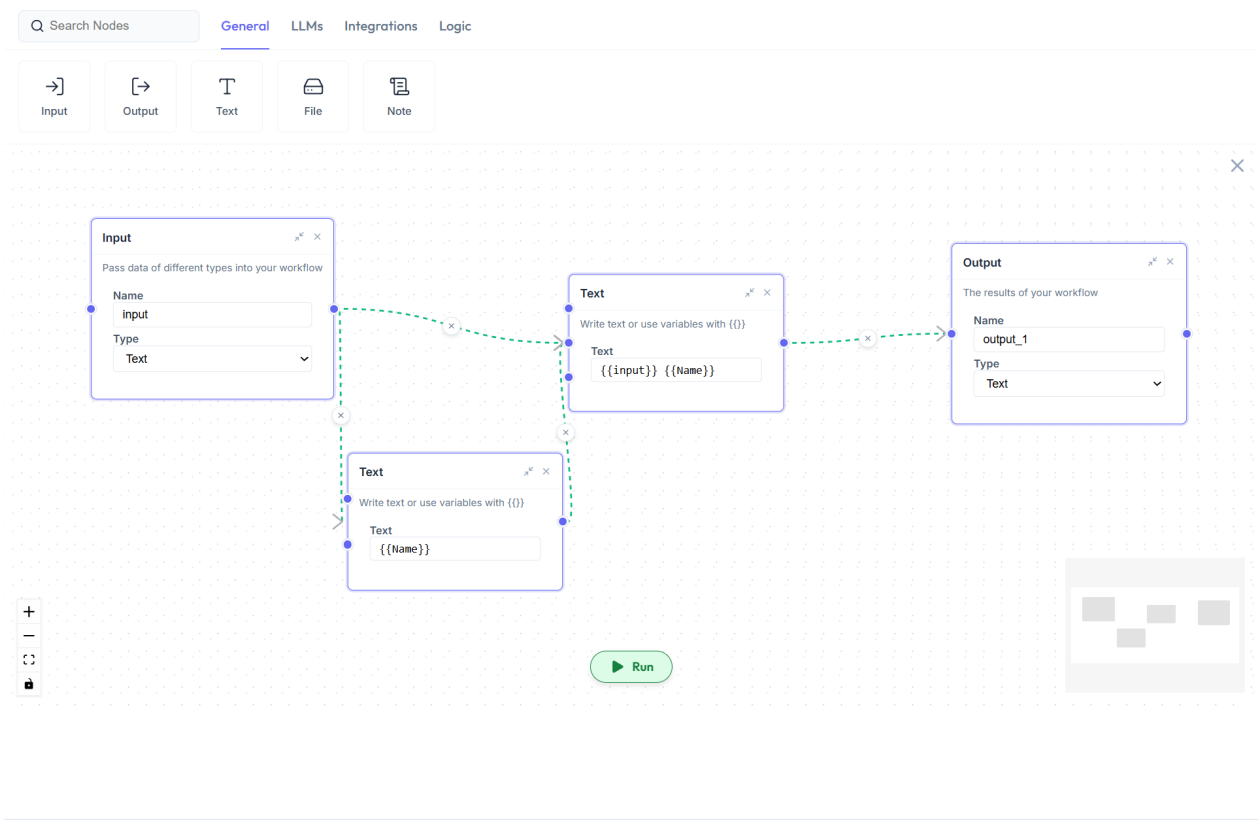 Search Nodes
General
LLMs
Integrations
Logic
Input
Output
Text
File
Note
Input
Pass data of different types into your workflow
Name
input
Type
Text
Text
Write text or use variables with {{}}
Text
{{input}} {{Name}}
Output
The results of your workflow
Name
output_1
Type
Text
Text
Write text or use variables with {{}}
Text
{{Name}}
Run